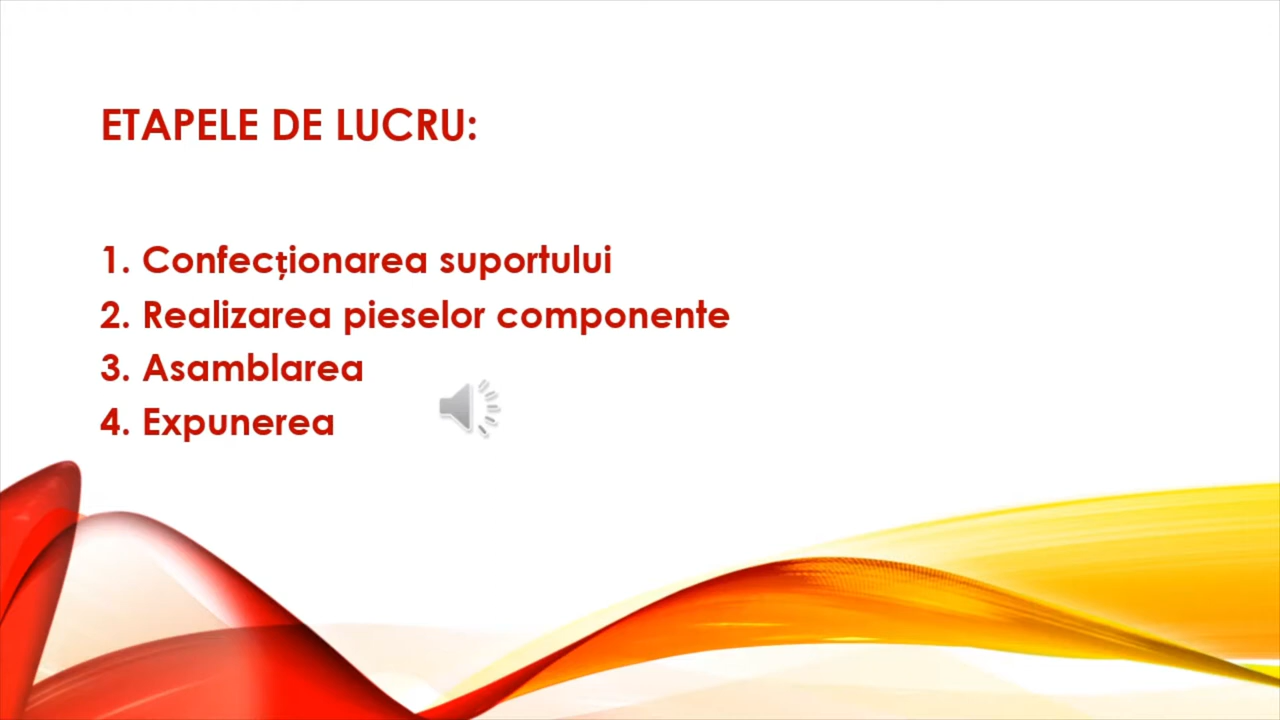 ETAPELE DE LUCRU:
1. Confecționarea suportului
2. Realizarea pieselor componente
3. Asamblarea
4. Expunerea